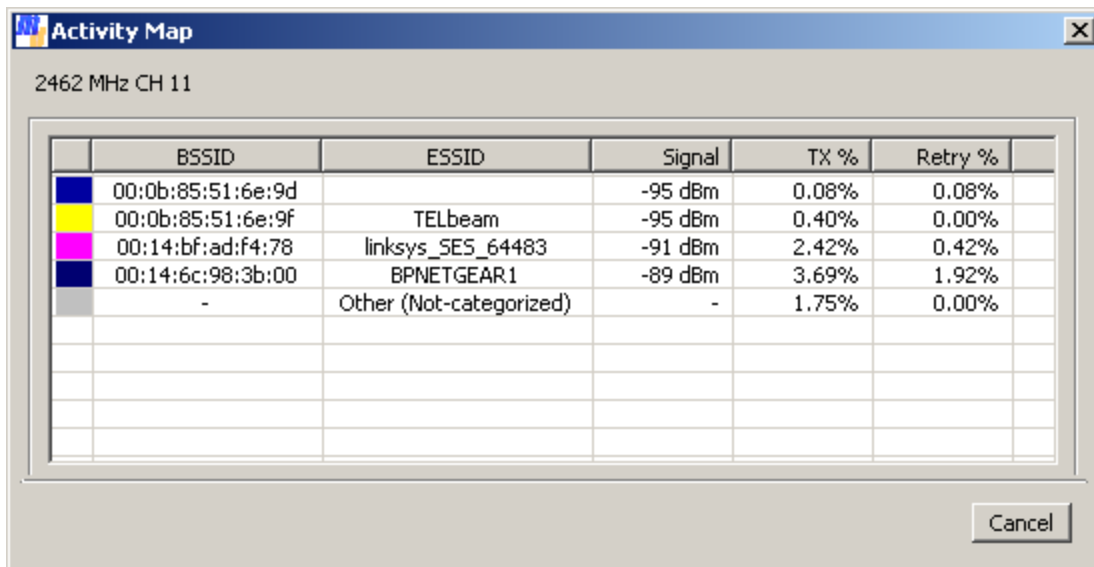 Activity Map
2462 MHz CH 11
BSSID ESSID Signal TX % Retry %
00:0b:85:51:6e:9d -95 dBm 0.08% 0.08%
00:0b:85:51:6e:9f TELbeam -95 dBm 0.40% 0.00%
00:14:bf:ad:f4:78 linksys_SES_64483 -91 dBm 2.42% 0.42%
00:14:6c:98:3b:00 BPNETGEAR1 -89 dBm 3.69% 1.92%
- Other (Not-categorized) - 1.75% 0.00%
Cancel